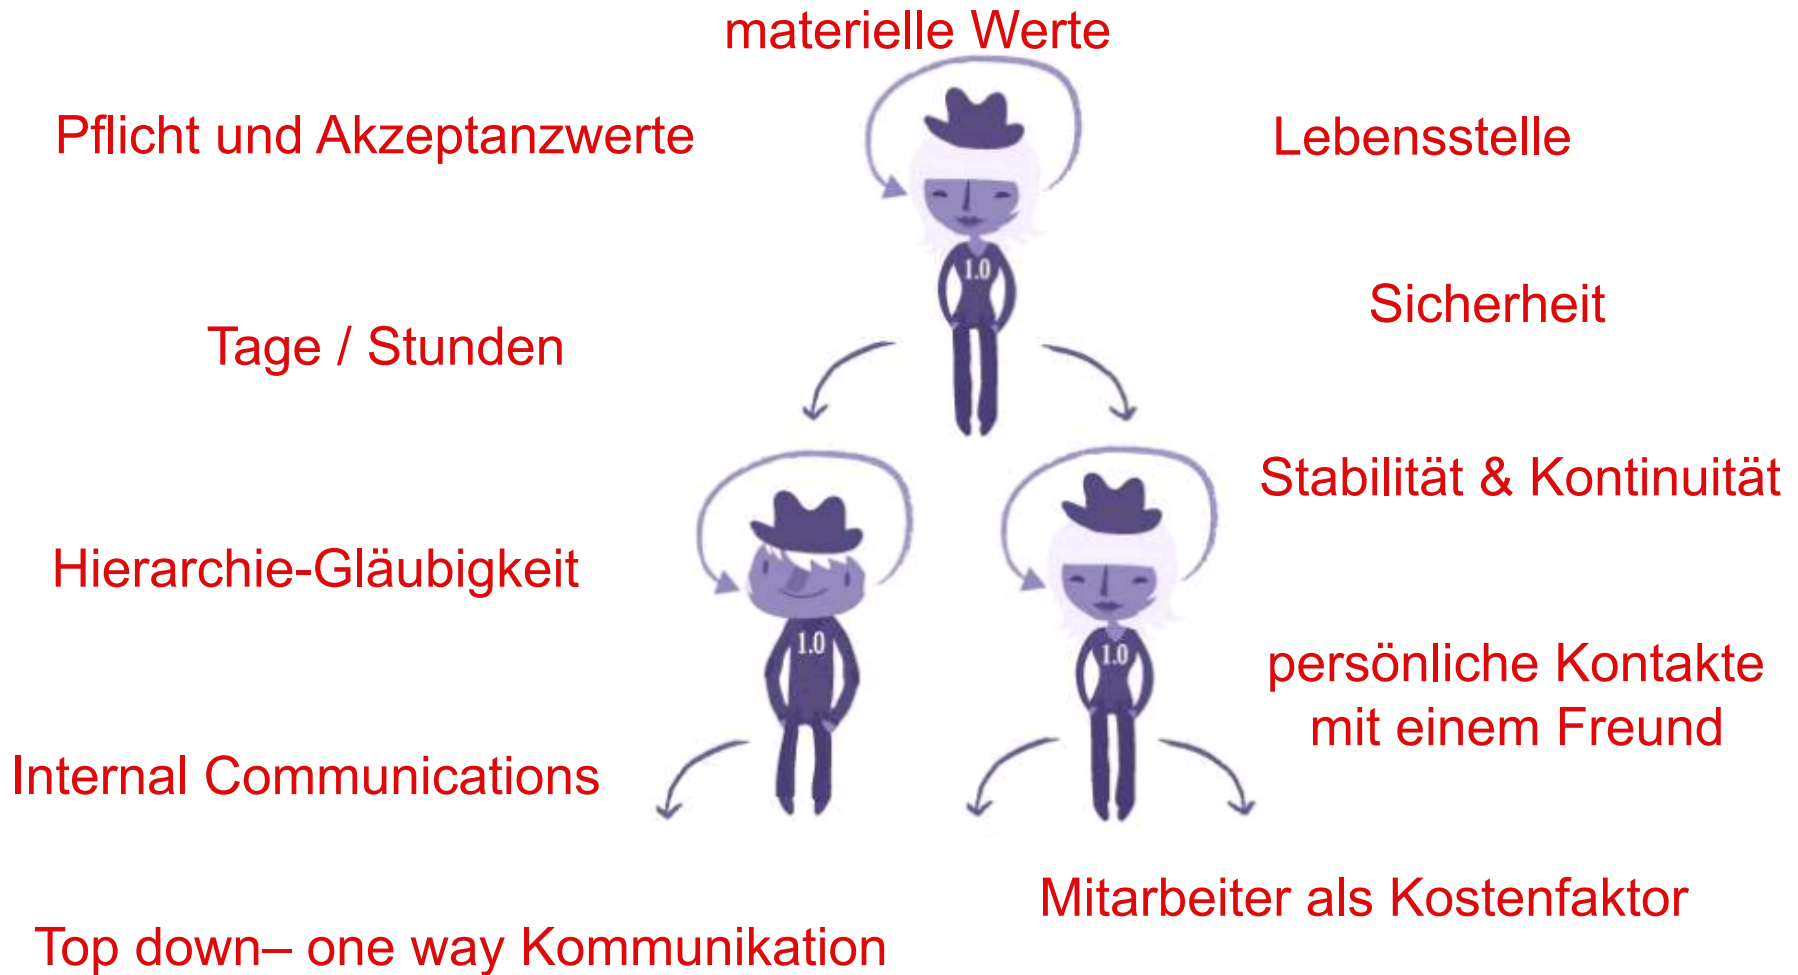 materielle Werte
Pflicht und Akzeptanzwerte
Lebensstelle
1.0
Sicherheit
Tage / Stunden
Stabilität & Kontinuität
Hierarchie-Gläubigkeit
1.0
1.0
persönliche Kontakte
mit einem Freund
Internal Communications
Mitarbeiter als Kostenfaktor
Top down– one way Kommunikation